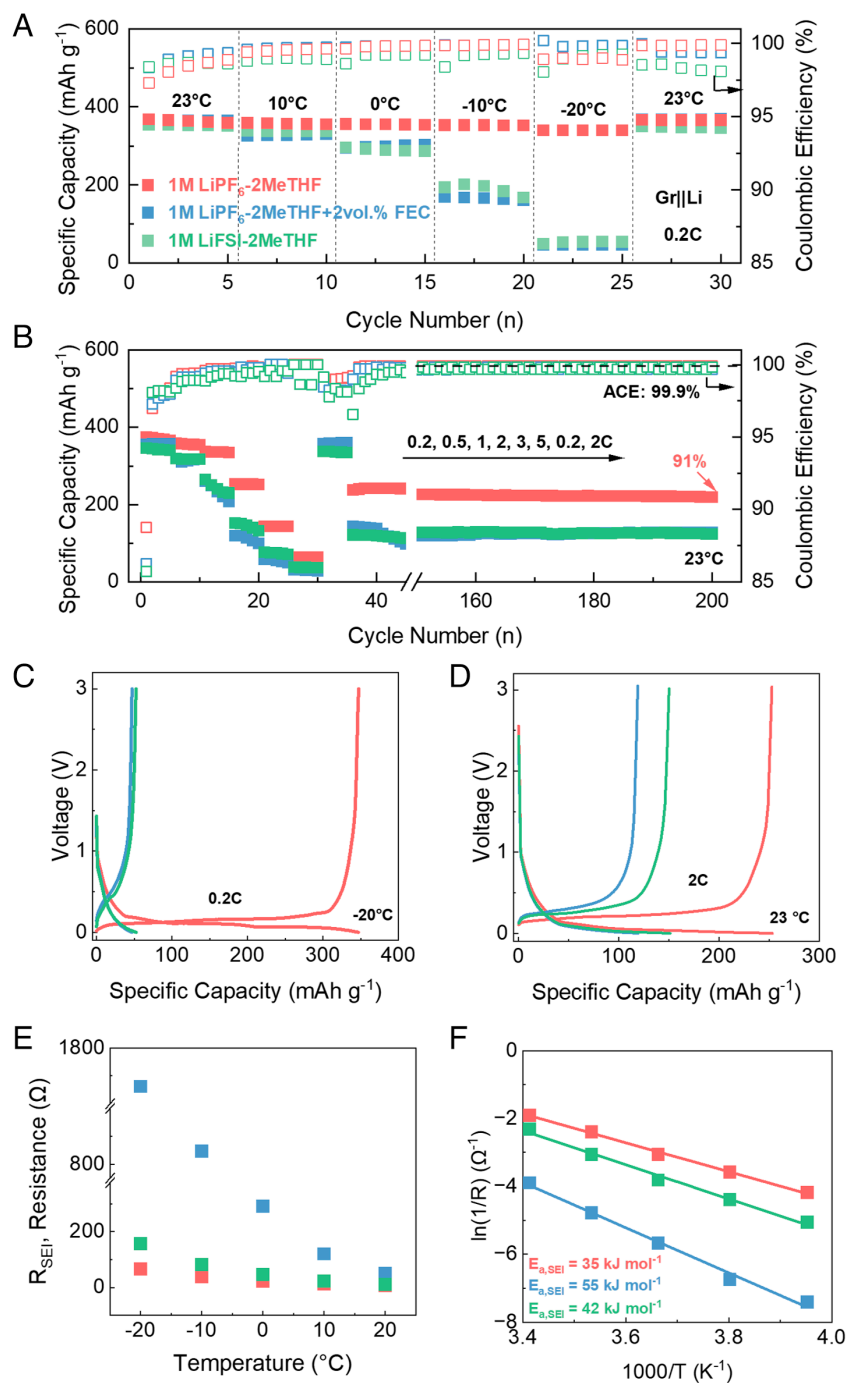 A
600
400
200
0
Specific Capacity (mAh g⁻¹)
23°C
10°C
0°C
-10°C
-20°C
23°C
1M LiPF₆-2MeTHF
1M LiPF₆-2MeTHF+2vol.% FEC
1M LiFSI-2MeTHF
Gr||Li
0.2C
100
95
90
85
Coulombic Efficiency (%)
0 5 10 15 20 25 30
Cycle Number (n)
B
600
400
200
0
Specific Capacity (mAh g⁻¹)
ACE: 99.9%
0.2, 0.5, 1, 2, 3, 5, 0.2, 2C
91%
23°C
100
95
90
85
Coulombic Efficiency (%)
0 20 40 160 180 200
Cycle Number (n)
C
3
2
1
0
Voltage (V)
0.2C
-20°C
0 100 200 300 400
Specific Capacity (mAh g⁻¹)
D
3
2
1
0
Voltage (V)
2C
23 °C
0 100 200 300
Specific Capacity (mAh g⁻¹)
E
1800
800
200
0
R_SEI, Resistance (Ω)
-20 -10 0 10 20
Temperature (°C)
F
0
−2
−4
−6
−8
ln(1/R) (Ω⁻¹)
E_a,SEI = 35 kJ mol⁻¹
E_a,SEI = 55 kJ mol⁻¹
E_a,SEI = 42 kJ mol⁻¹
3.4 3.6 3.8 4.0
1000/T (K⁻¹)